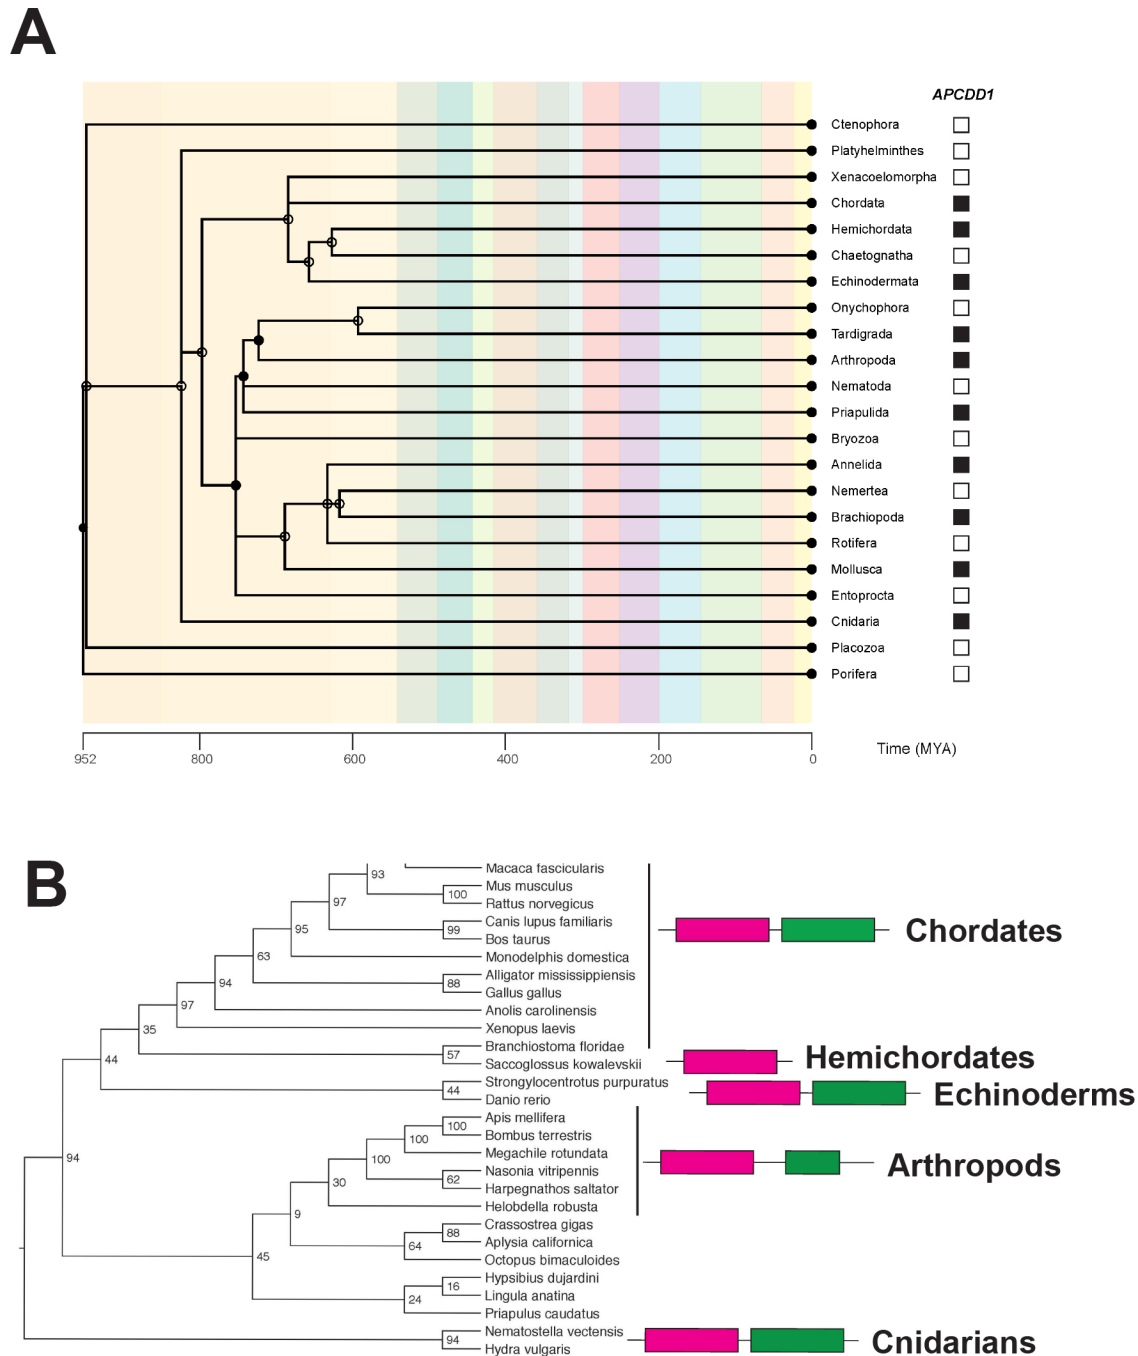 A
APCDD1
Ctenophora
Platyhelminthes
Xenacoelomorpha
Chordata
Hemichordata
Chaetognatha
Echinodermata
Onychophora
Tardigrada
Arthropoda
Nematoda
Priapulida
Bryozoa
Annelida
Nemertea
Brachiopoda
Rotifera
Mollusca
Entoprocta
Cnidaria
Placozoa
Porifera
952 800 600 400 200 0
Time (MYA)
B
Macaca fascicularis
93
Mus musculus
100
Rattus norvegicus
97
Canis lupus familiaris
99
Bos taurus
Chordates
95
Monodelphis domestica
63
Alligator mississippiensis
88
Gallus gallus
94
Anolis carolinensis
97
Xenopus laevis
35
Branchiostoma floridae
57
Saccoglossus kowalevskii
Hemichordates
44
Strongylocentrotus purpuratus
44
Danio rerio
Echinoderms
Apis mellifera
100
Bombus terrestris
100
Megachile rotundata
100
Arthropods
94
Nasonia vitripennis
62
Harpegnathos saltator
30
Helobdella robusta
9
Crassostrea gigas
88
Aplysia californica
64
Octopus bimaculoides
45
Hypsibius dujardini
16
Lingula anatina
24
Priapulus caudatus
Nematostella vectensis
94
Hydra vulgaris
Cnidarians